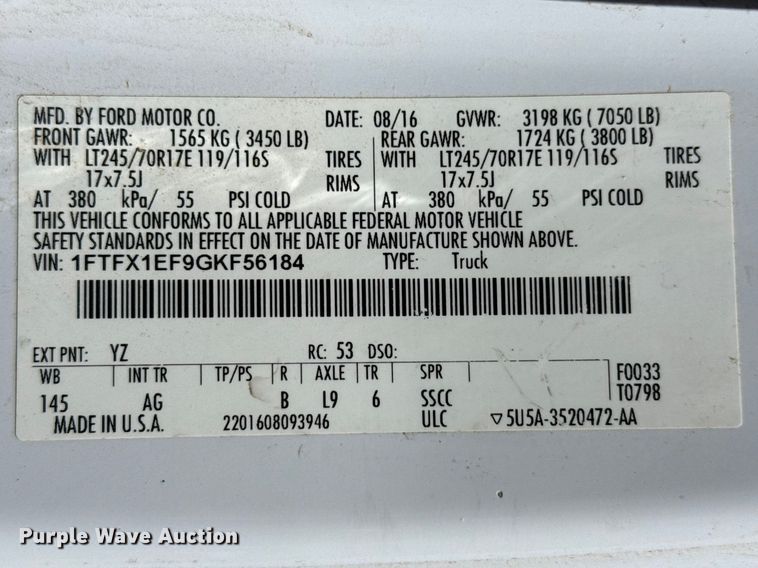 MFD. BY FORD MOTOR CO. DATE: 08/16 GVWR: 3198 KG ( 7050 LB)
FRONT GAWR: 1565 KG ( 3450 LB) REAR GAWR: 1724 KG ( 3800 LB)
WITH LT245/70R17E 119/116S TIRES WITH LT245/70R17E 119/116S TIRES
17x7.5J RIMS 17x7.5J RIMS
AT 380 kPa/ 55 PSI COLD AT 380 kPa/ 55 PSI COLD
THIS VEHICLE CONFORMS TO ALL APPLICABLE FEDERAL MOTOR VEHICLE
SAFETY STANDARDS IN EFFECT ON THE DATE OF MANUFACTURE SHOWN ABOVE.
VIN: 1FTFX1EF9GKF56184 TYPE: Truck
EXT PNT: YZ RC: 53 DSO:
WB INT TR TP/PS R AXLE TR SPR F0033
145 AG B L9 6 SSCC T0798
MADE IN U.S.A. 2201608093946 ULC ▽5U5A-3520472-AA
Purple Wave Auction